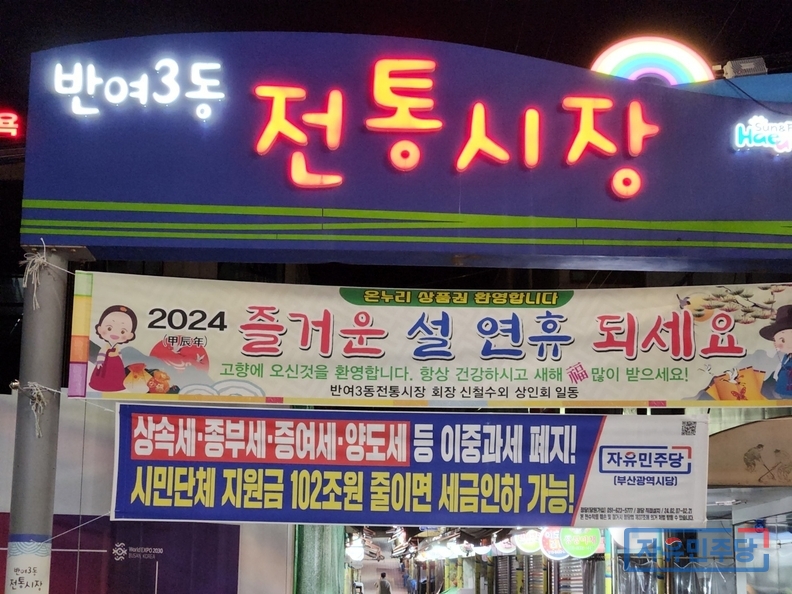 반여3동 전통시장
온누리 상품권 환영합니다
2024 즐거운 설 연휴 되세요
(甲辰年)
고향에 오신것을 환영합니다. 항상 건강하시고 새해 福 많이 받으세요!
반여3동전통시장 회장 신철수외 상인회 일동
상속세·종부세·증여세·양도세 등 이중과세 폐지!
시민단체 지원금 102조원 줄이면 세금인하 가능!
자유민주당
[부산광역시당]
World EXPO 2030
BUSAN, KOREA
반여3동
전통시장
자유민주당